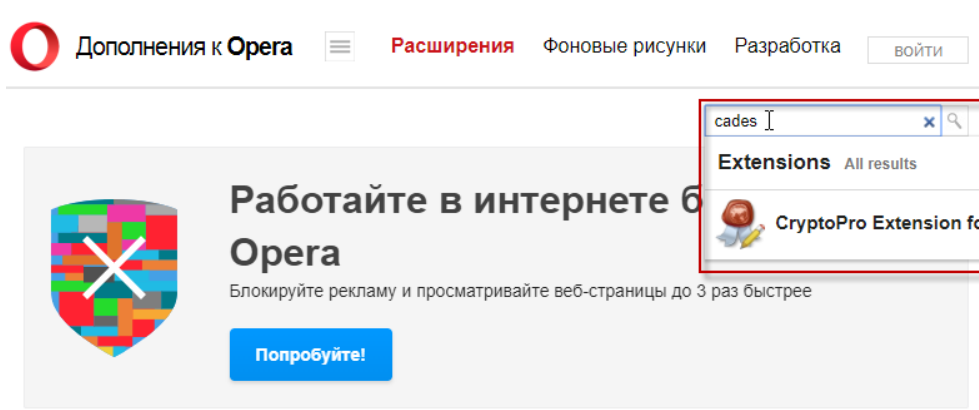 Дополнения к Opera
Расширения
Фоновые рисунки
Разработка
ВОЙТИ
cades
Extensions All results
CryptoPro Extension
Работайте в интернете
Opera
Блокируйте рекламу и просматривайте веб-страницы до 3 раз быстрее
Попробуйте!